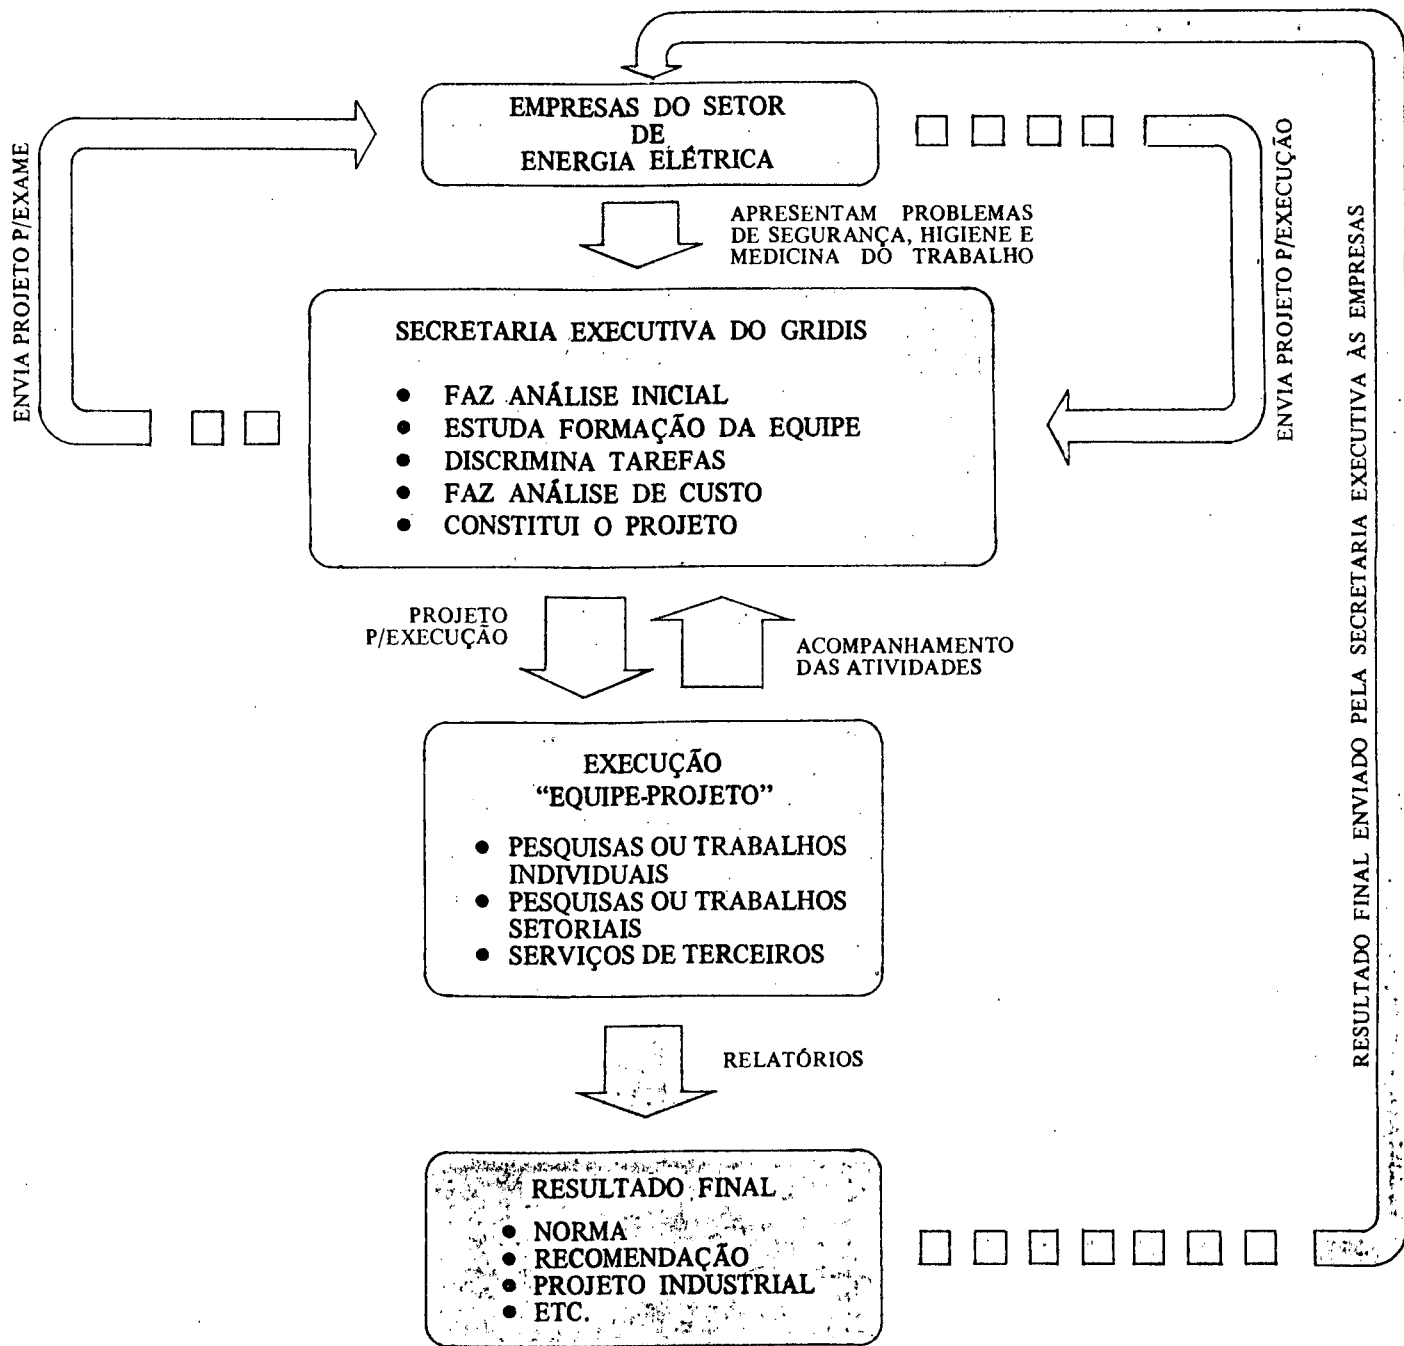 EMPRESAS DO SETOR
DE
ENERGIA ELÉTRICA
ENVIA PROJETO P/EXAME
ENVIA PROJETO P/EXECUÇÃO
APRESENTAM PROBLEMAS
DE SEGURANÇA, HIGIENE E
MEDICINA DO TRABALHO
SECRETARIA EXECUTIVA DO GRIDIS
● FAZ ANÁLISE INICIAL
● ESTUDA FORMAÇÃO DA EQUIPE
● DISCRIMINA TAREFAS
● FAZ ANÁLISE DE CUSTO
● CONSTITUI O PROJETO
PROJETO
P/EXECUÇÃO
ACOMPANHAMENTO
DAS ATIVIDADES
EXECUÇÃO
“EQUIPE-PROJETO”
● PESQUISAS OU TRABALHOS
INDIVIDUAIS
● PESQUISAS OU TRABALHOS
SETORIAIS
● SERVIÇOS DE TERCEIROS
RELATÓRIOS
RESULTADO FINAL
● NORMA
● RECOMENDAÇÃO
● PROJETO INDUSTRIAL
● ETC.
RESULTADO FINAL ENVIADO PELA SECRETARIA EXECUTIVA ÀS EMPRESAS